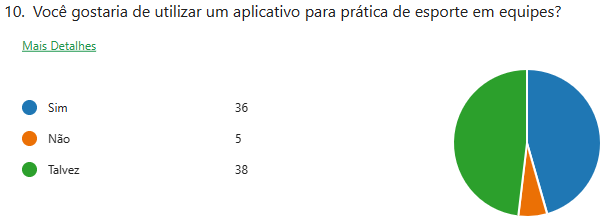 10. Você gostaria de utilizar um aplicativo para prática de esporte em equipes?
Mais Detalhes
Sim 36
Não 5
Talvez 38